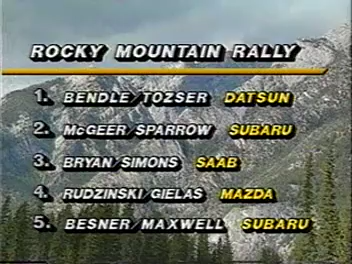 ROCKY MOUNTAIN RALLY
1. BENDLE/TOZSER DATSUN
2. McGEER/SPARROW SUBARU
3. BRYAN/SIMONS SAAB
4. RUDZINSKI/GIELAS MAZDA
5. BESNER/MAXWELL SUBARU